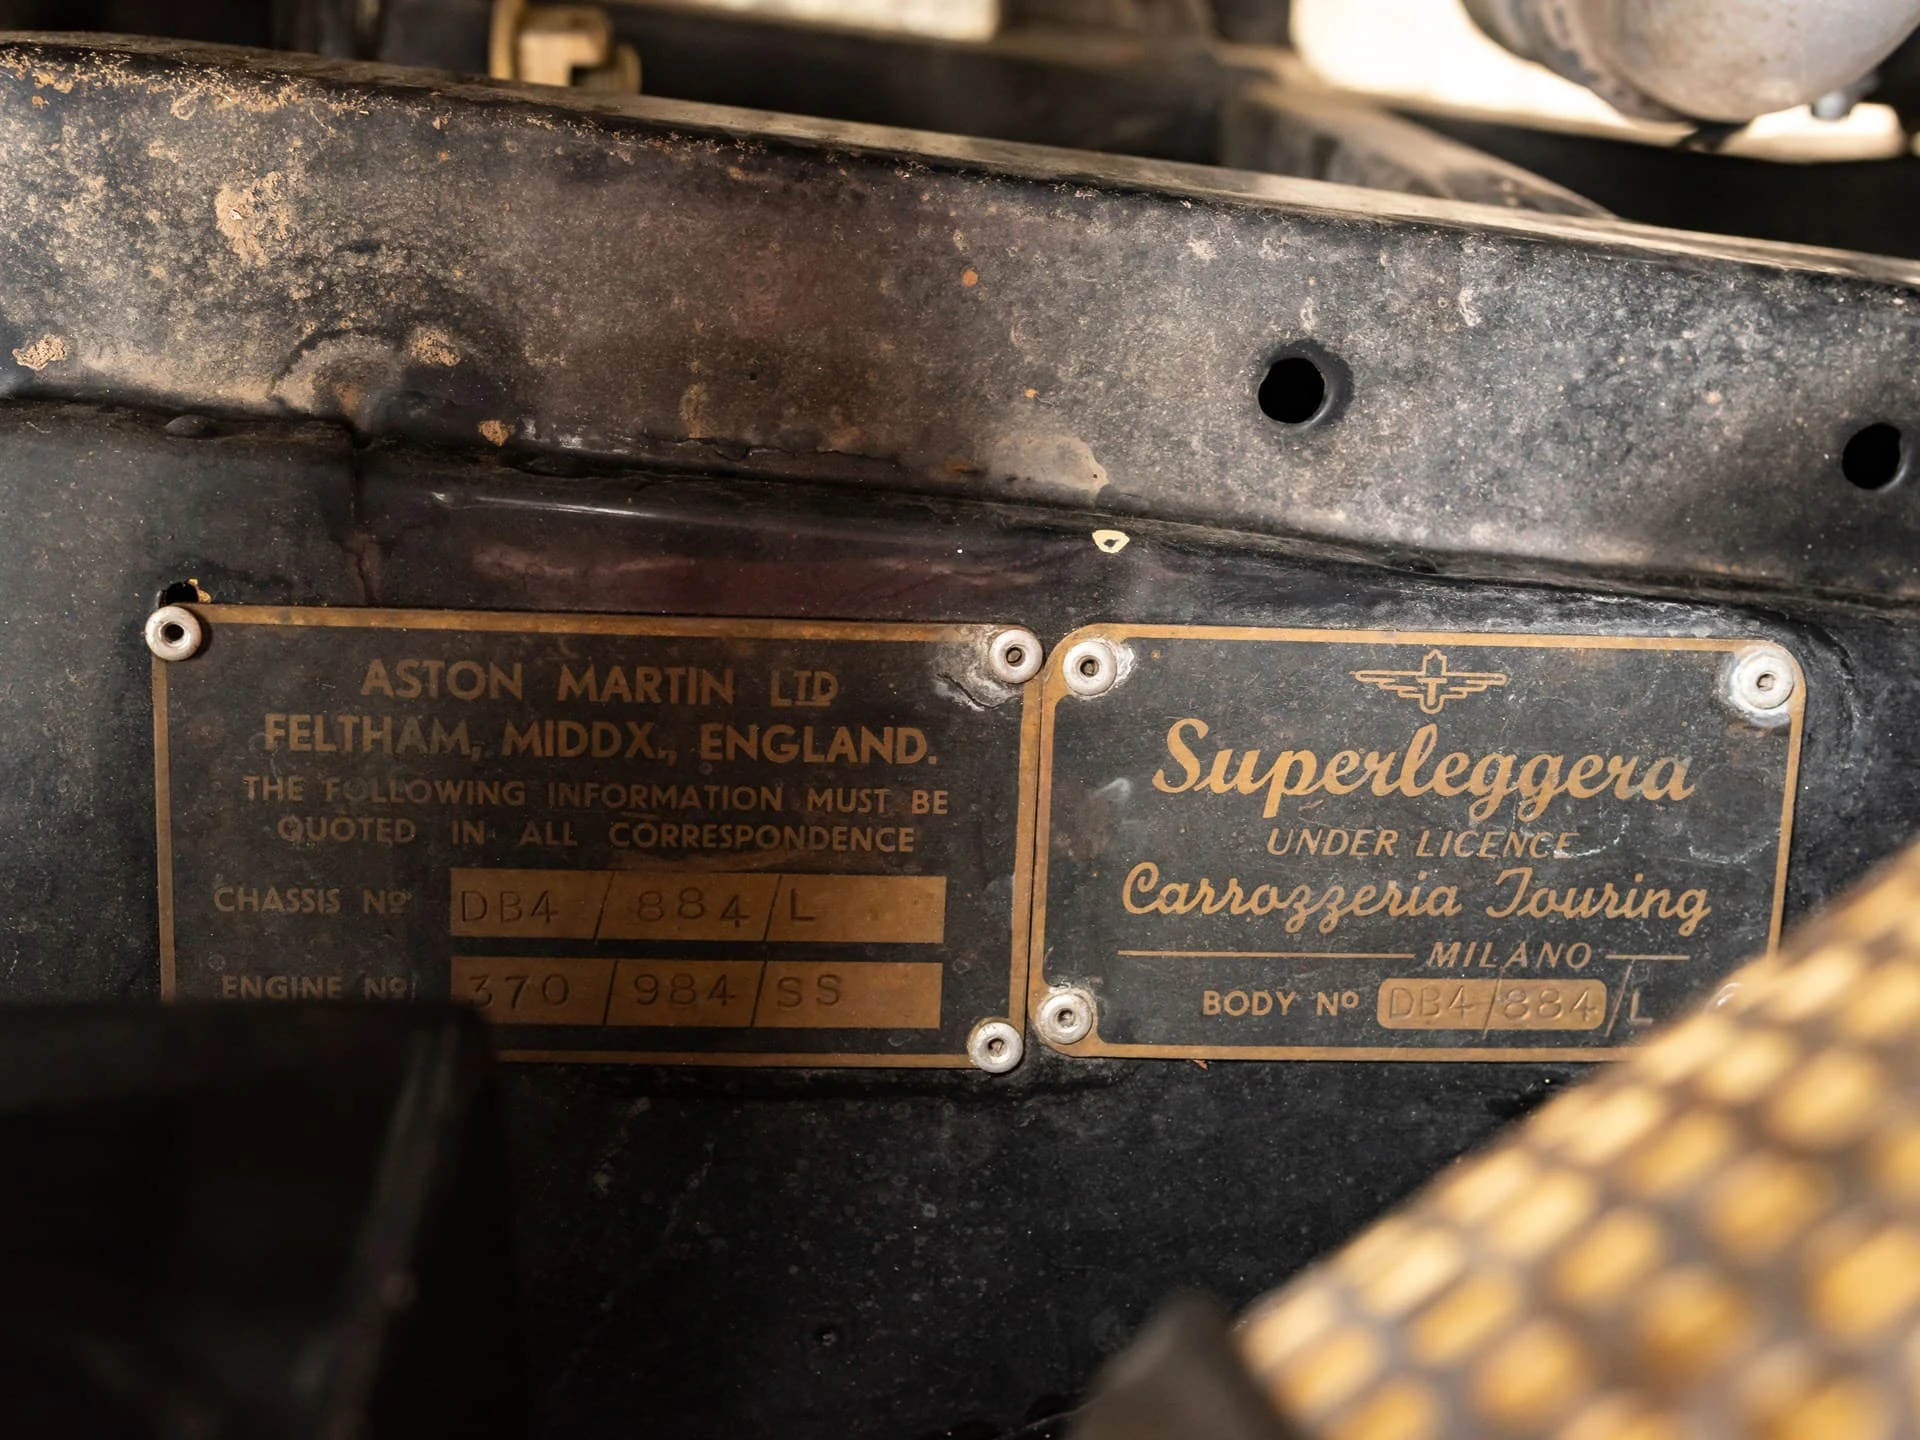 ASTON MARTIN LTD
FELTHAM, MIDDX., ENGLAND.
THE FOLLOWING INFORMATION MUST BE
QUOTED IN ALL CORRESPONDENCE
CHASSIS Nº DB4/884/L
ENGINE Nº 370/984/SS
Superleggera
UNDER LICENCE
Carrozzeria Touring
MILANO
BODY Nº DB4/884/L